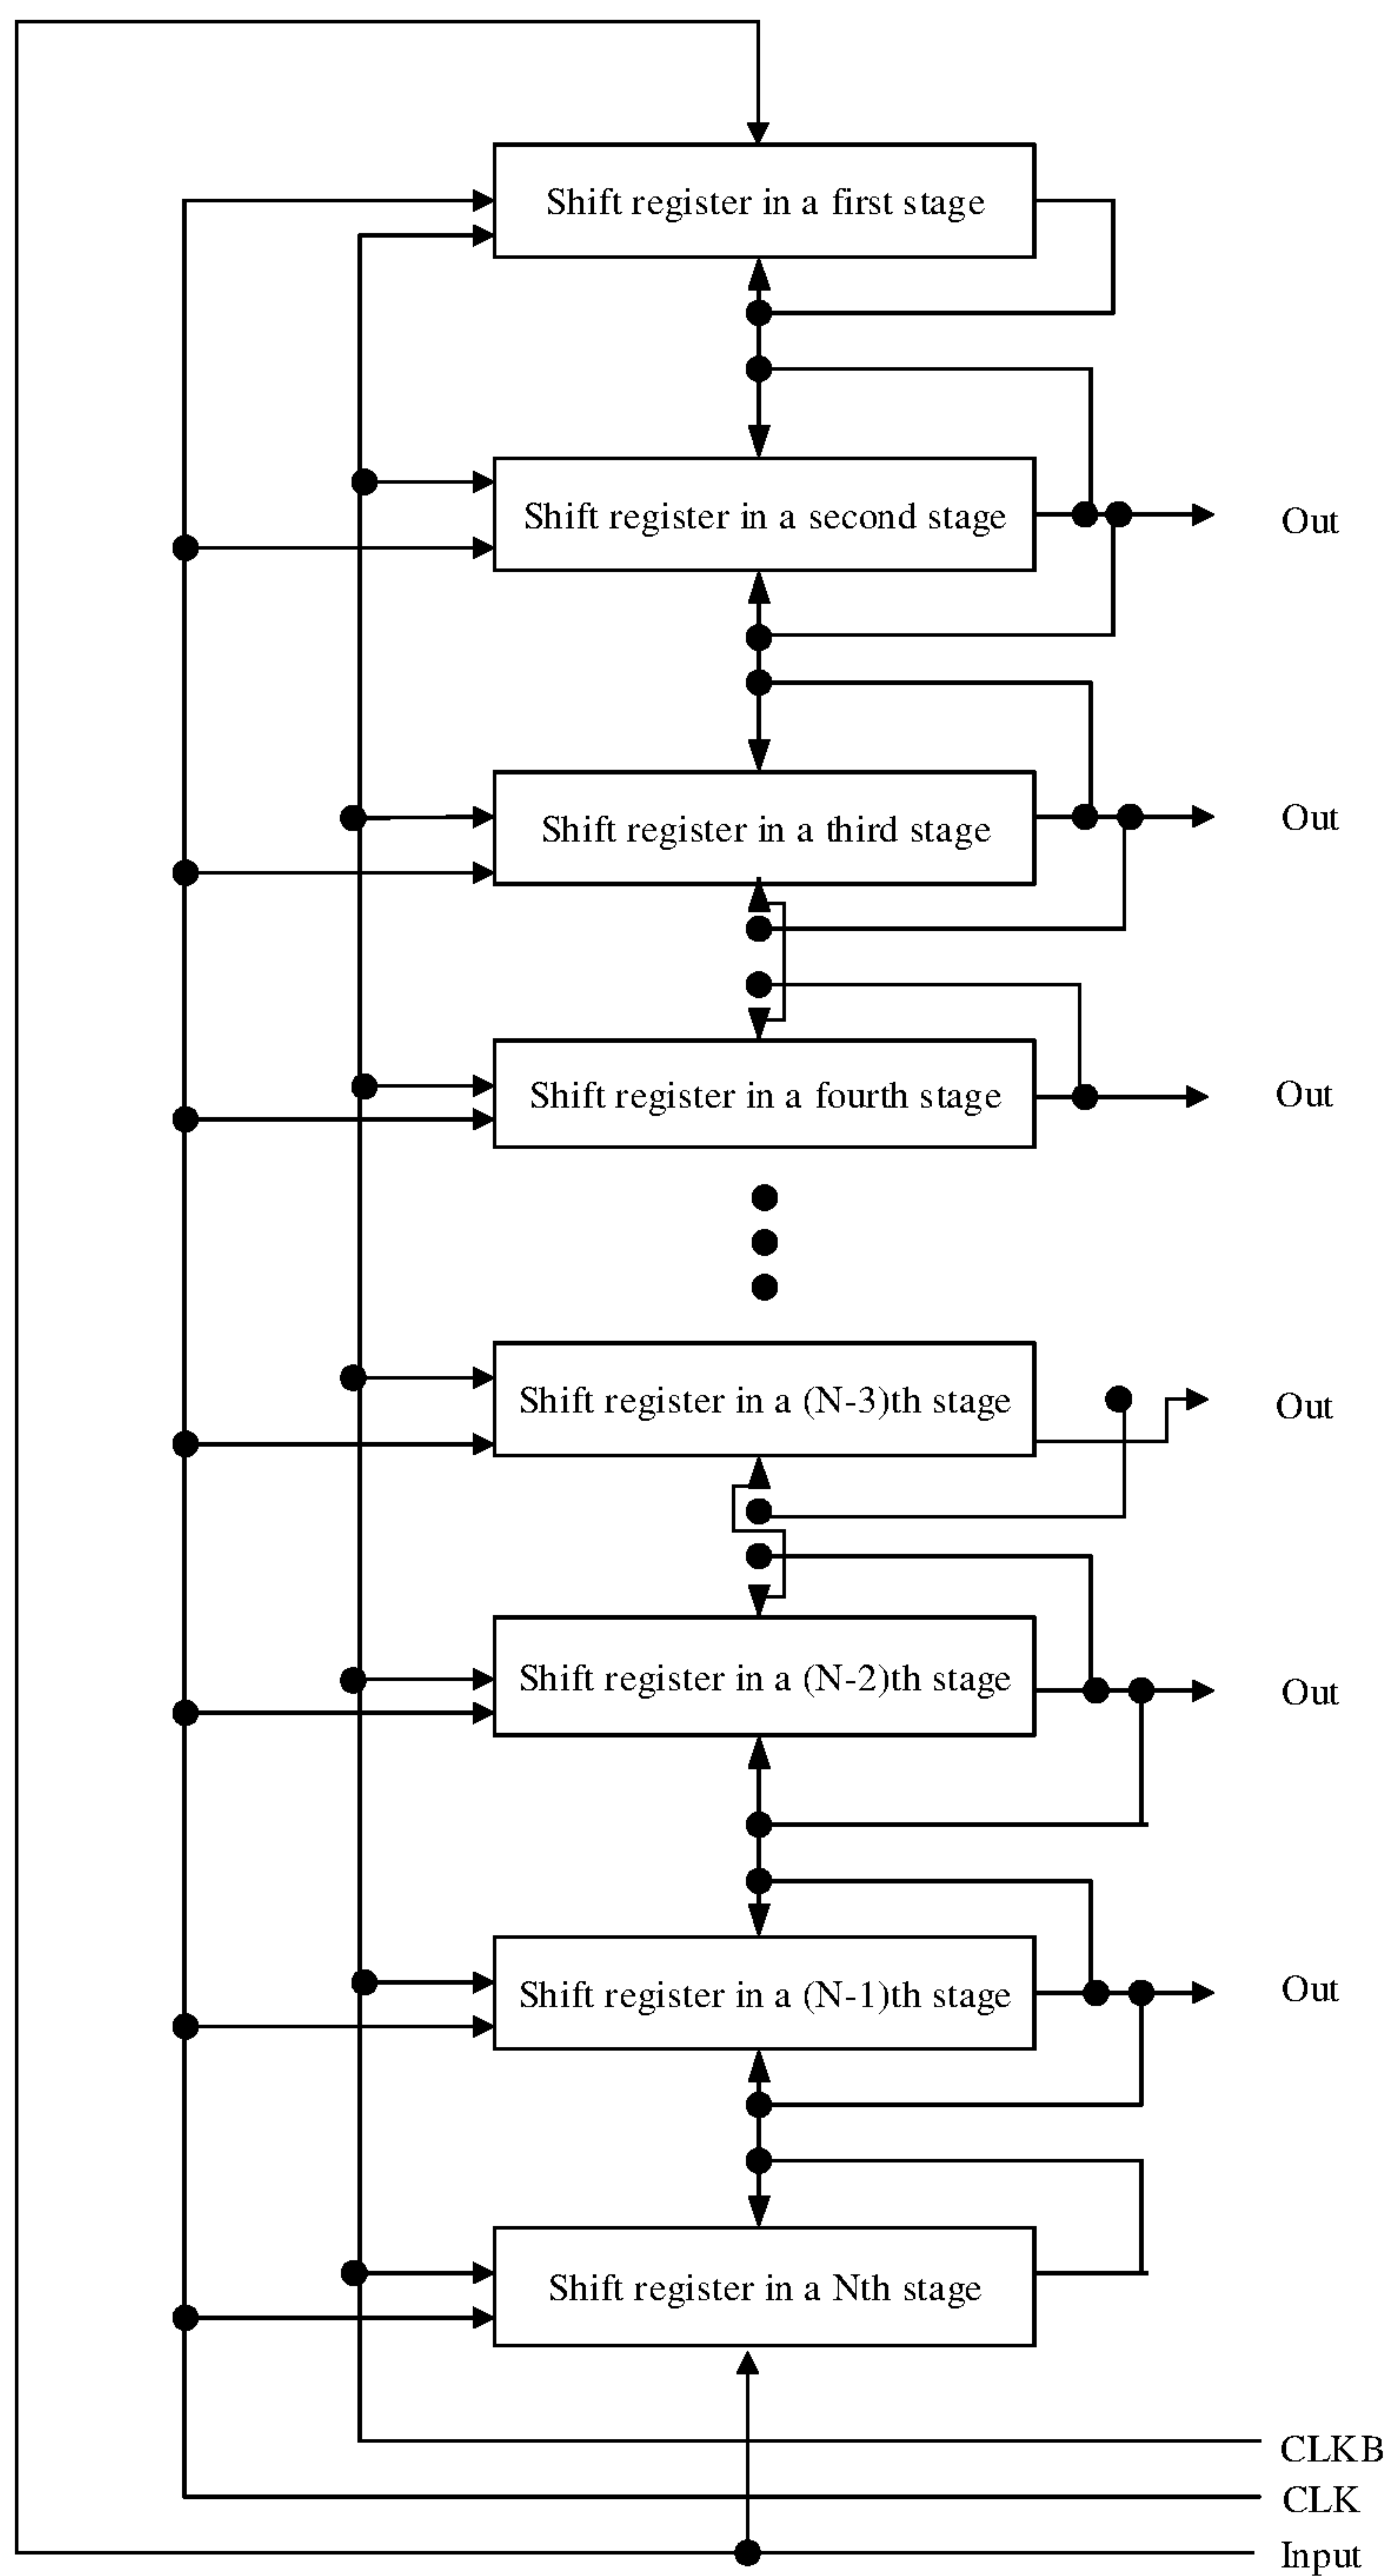 Shift register in a first stage
Shift register in a second stage
Out
Shift register in a third stage
Out
Shift register in a fourth stage
Out
Shift register in a (N-3)th stage
Out
Shift register in a (N-2)th stage
Out
Shift register in a (N-1)th stage
Out
Shift register in a Nth stage
CLKB
CLK
Input